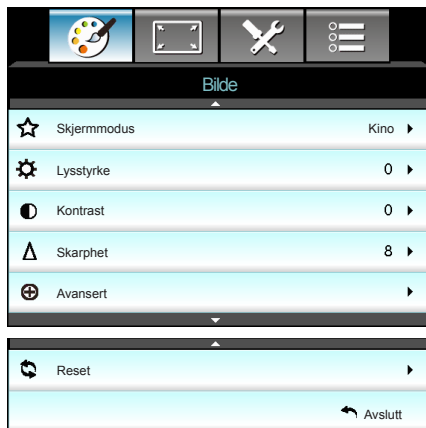 Bilde
Skjermmodus Kino
Lysstyrke 0
Kontrast 0
Skarphet 8
Avansert
Reset
Avslutt